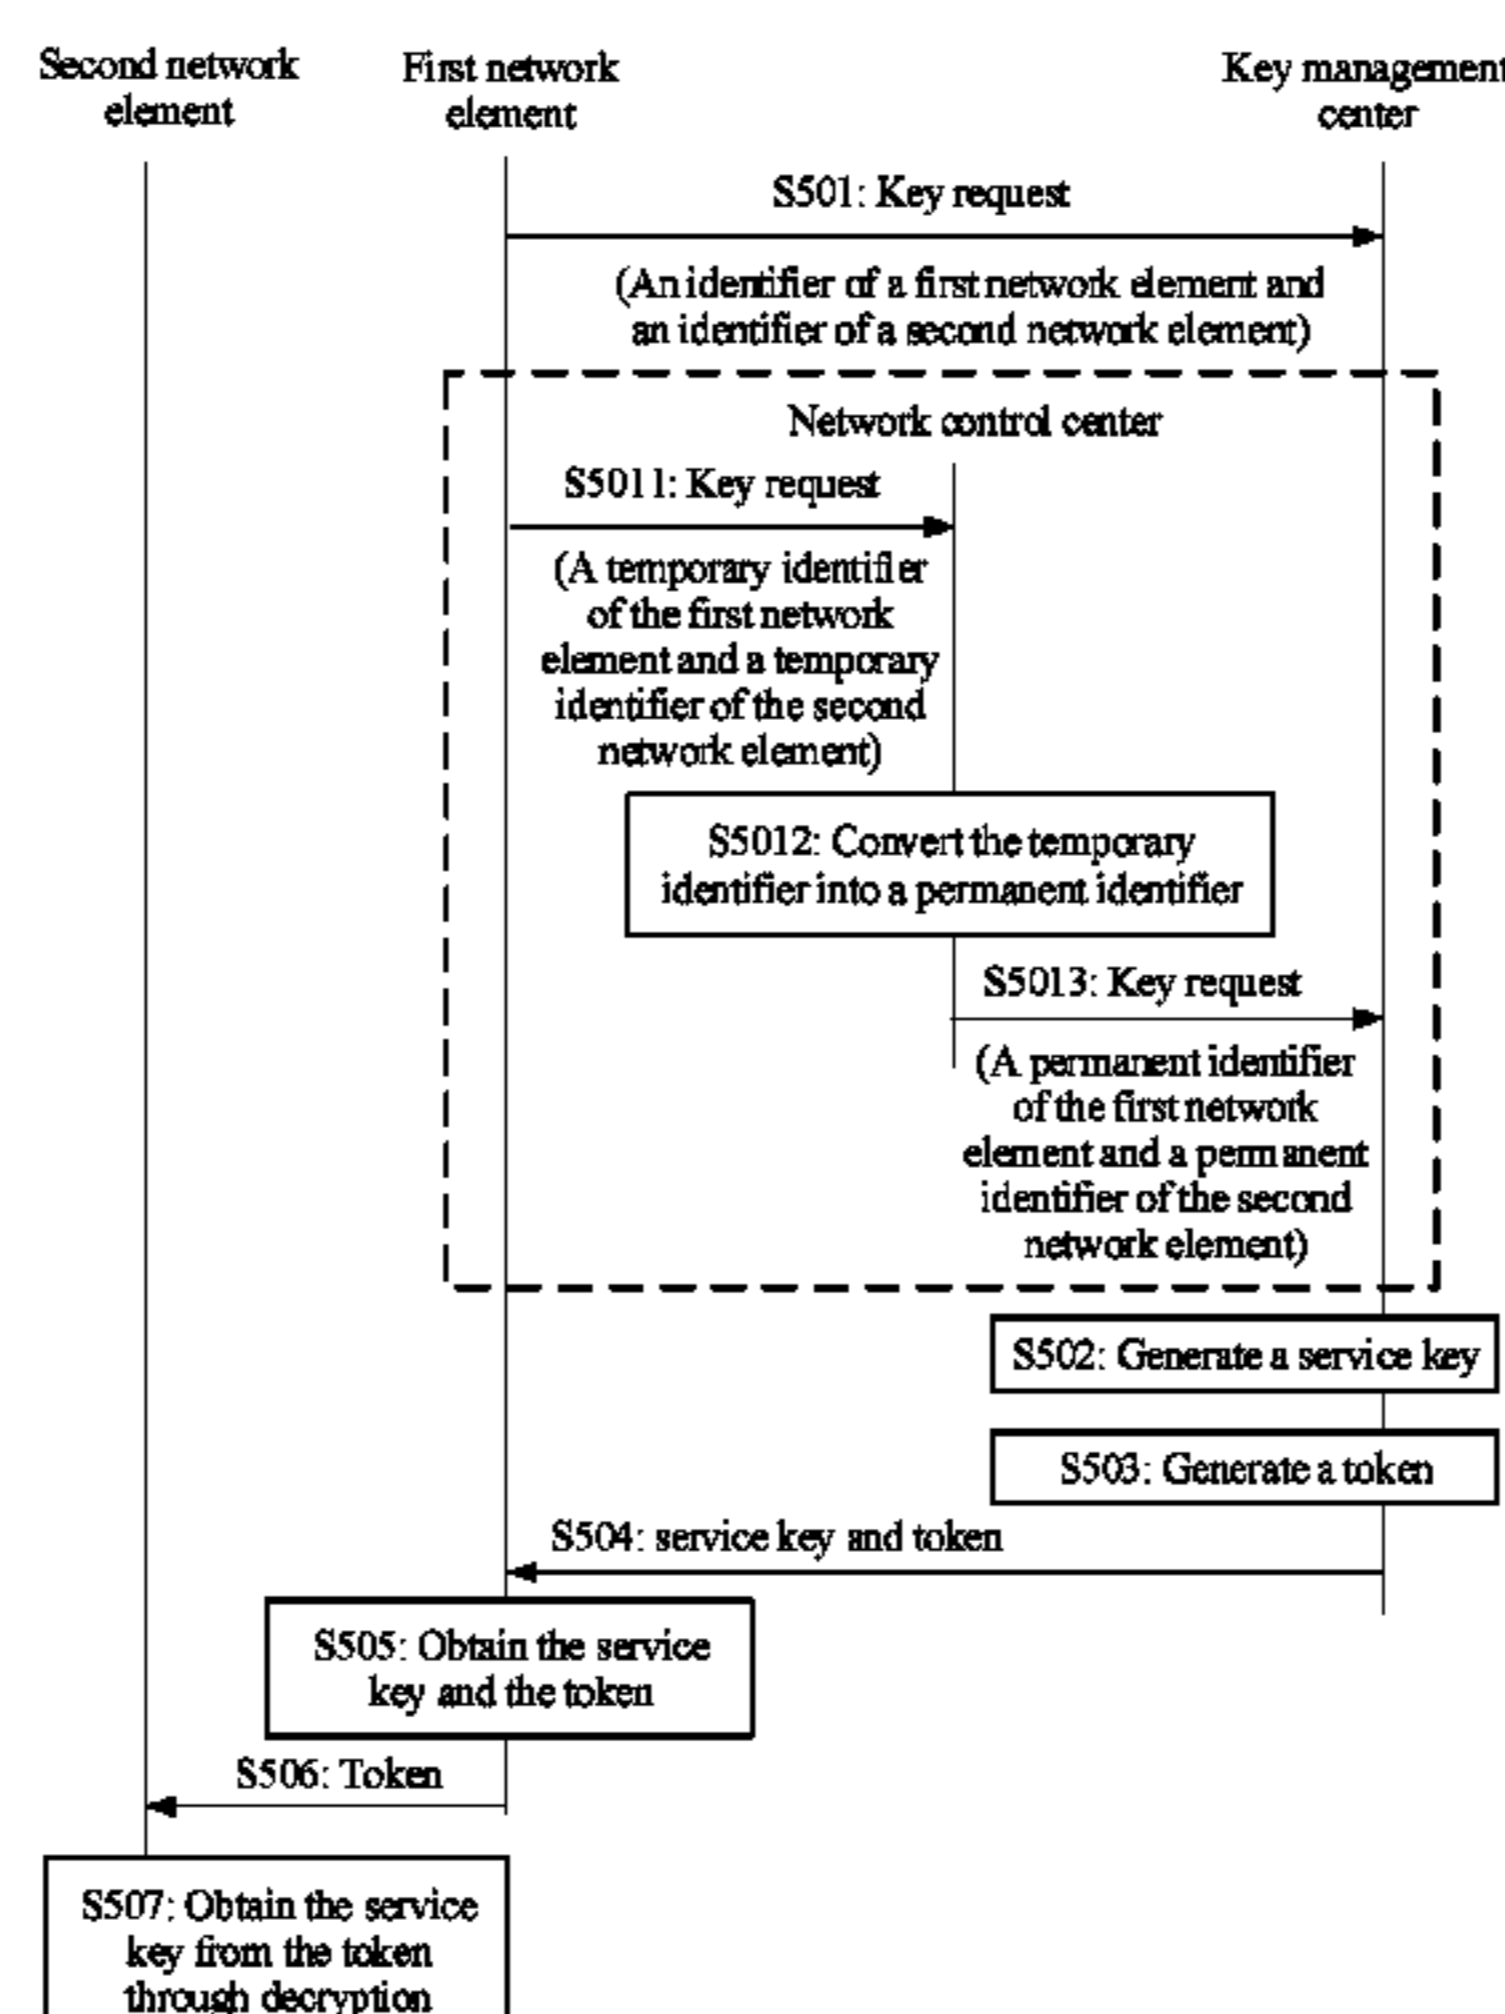 Second network
element
First network
element
Key management
center
S501: Key request
(An identifier of a first network element and
an identifier of a second network element)
Network control center
S5011: Key request
(A temporary identifier
of the first network
element and a temporary
identifier of the second
network element)
S5012: Convert the temporary
identifier into a permanent identifier
S5013: Key request
(A permanent identifier
of the first network
element and a permanent
identifier of the second
network element)
S502: Generate a service key
S503: Generate a token
S504: service key and token
S505: Obtain the service
key and the token
S506: Token
S507: Obtain the service
key from the token
through decryption